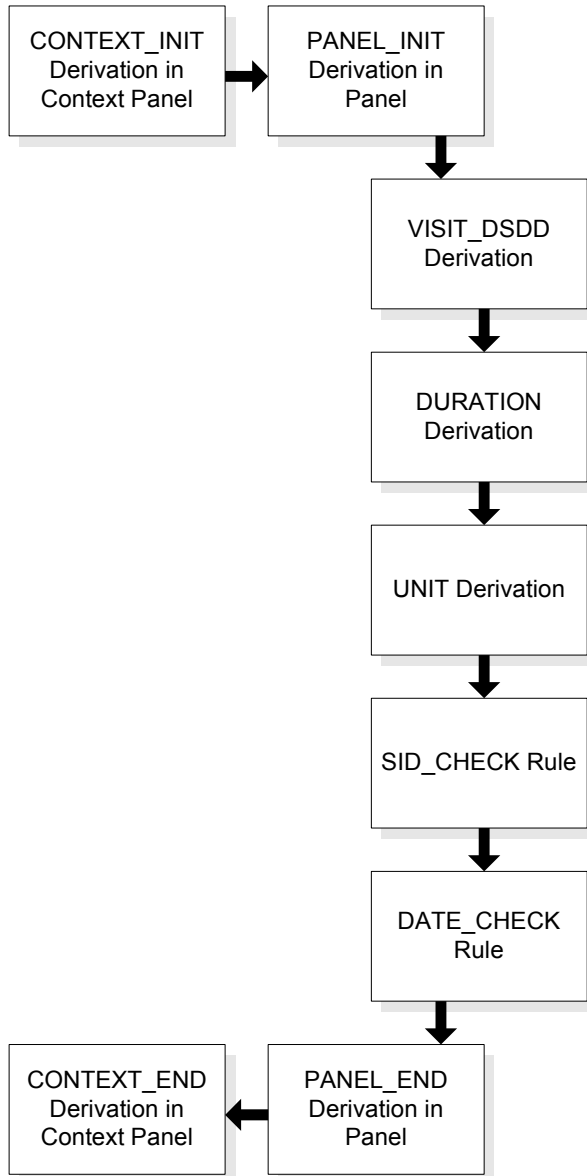 CONTEXT_INIT
Derivation in
Context Panel
PANEL_INIT
Derivation in
Panel
VISIT_DSDD
Derivation
DURATION
Derivation
UNIT Derivation
SID_CHECK Rule
DATE_CHECK
Rule
PANEL_END
Derivation in
Panel
CONTEXT_END
Derivation in
Context Panel